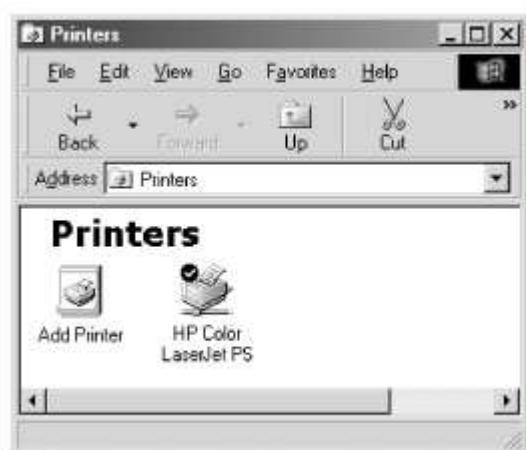 Printers
File Edit View Go Favorites Help
Back Forward Up Cut »
Address Printers
Printers
Add Printer HP Color
LaserJet PS